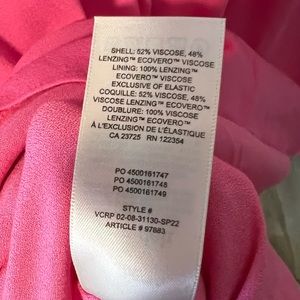 SHELL: 52% VISCOSE, 48%
LENZING™ ECOVERO™ VISCOSE
LINING: 100% LENZING™
ECOVERO™ VISCOSE
EXCLUSIVE OF ELASTIC
COQUILLE: 52% VISCOSE, 48%
VISCOSE LENZING™ ECOVERO™
DOUBLURE: 100% VISCOSE
LENZING™ ECOVERO™
À L'EXCLUSION DE L'ÉLASTIQUE
CA 23725 RN 122354
PO 4500161747
PO 4500161748
PO 4500161749
STYLE #
VCRP 02-08-31130-SP22
ARTICLE # 97883